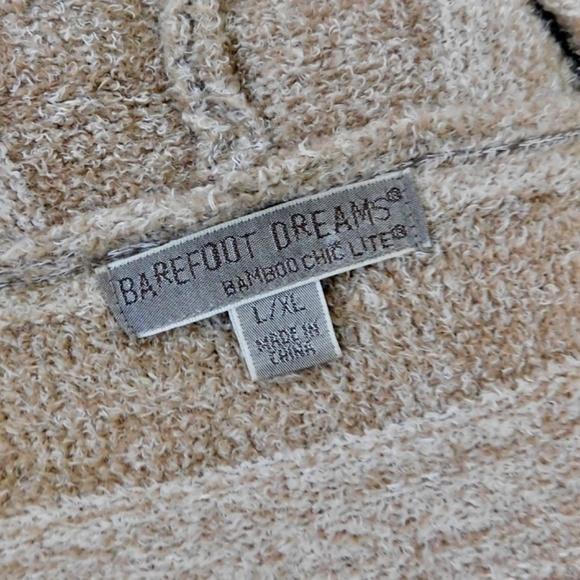 BAREFOOT DREAMS®
BAMBOO CHIC LITE®
L/XL
MADE IN
CHINA